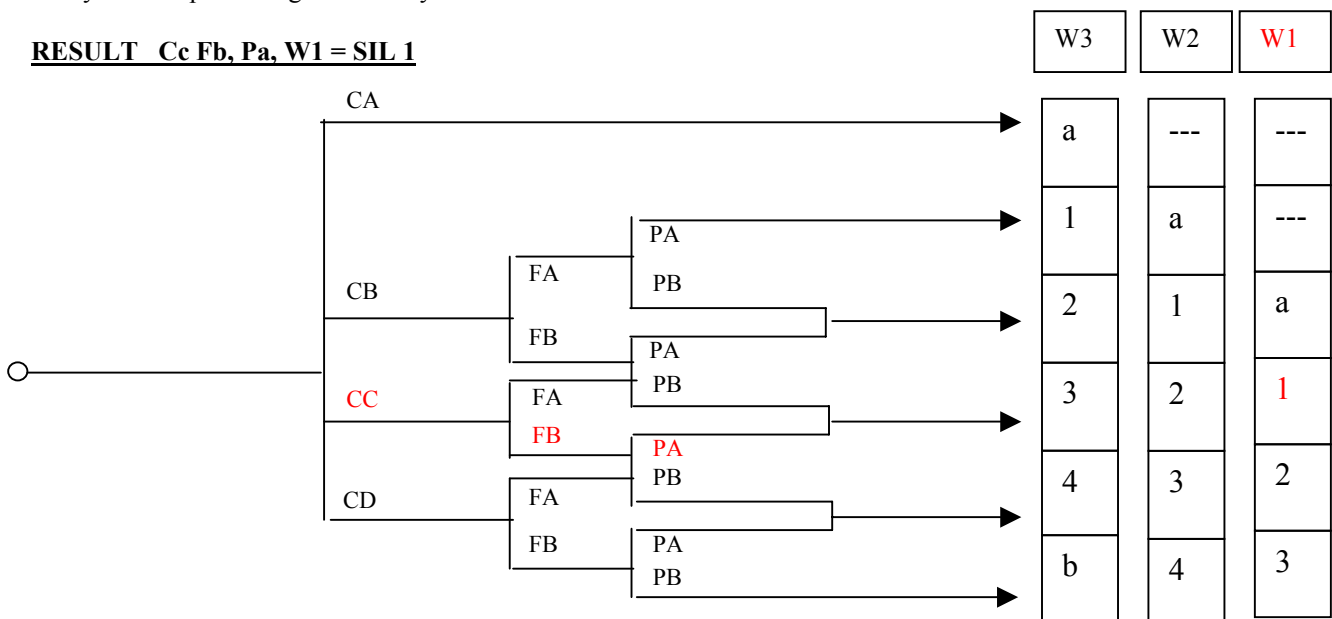 RESULT Cc Fb, Pa, W1 = SIL 1
W3 W2 W1
CA
a --- ---
PA
1 a ---
FA
PB
CB
2 1 a
FB
PA
PB
CC
FA
3 2 1
FB
PA
PB
4 3 2
CD
FA
FB
PA
PB
b 4 3